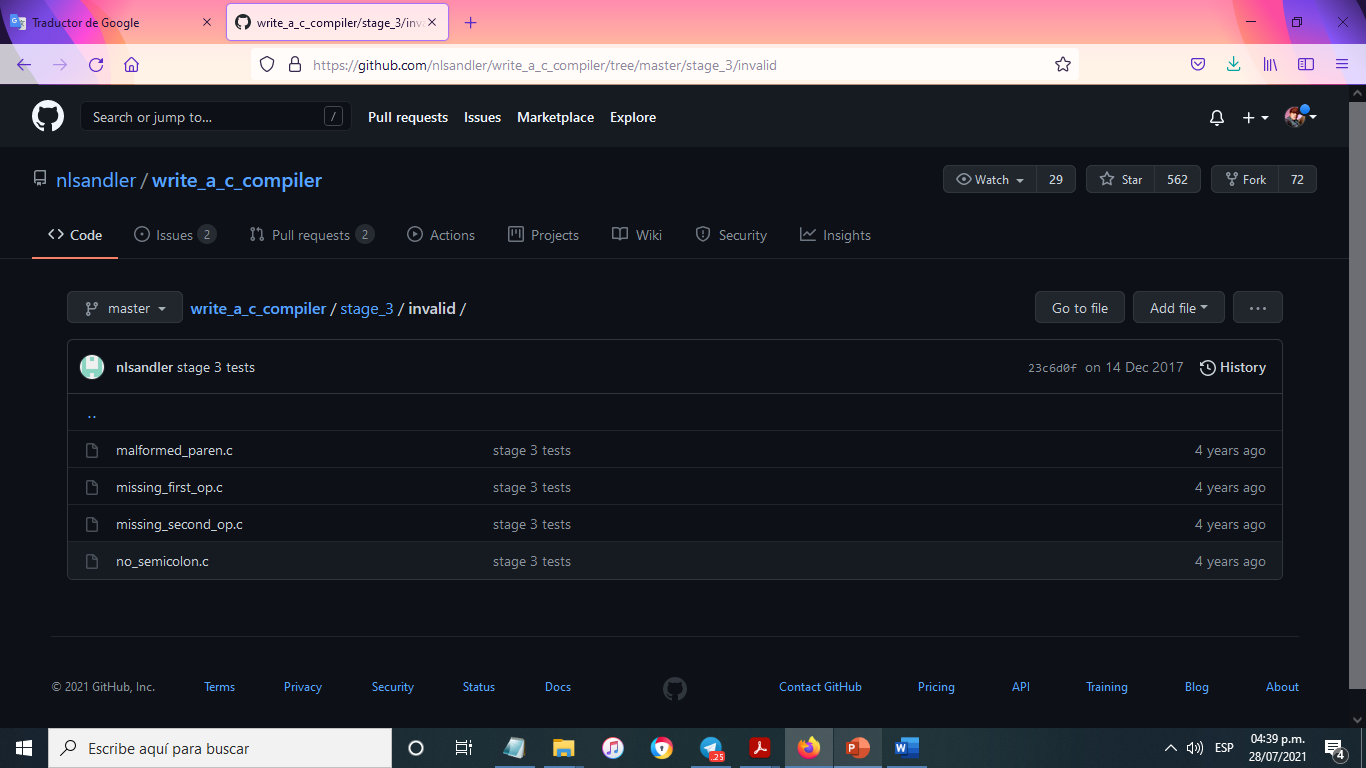 Traductor de Google
write_a_c_compiler/stage_3/inva
https://github.com/nlsandler/write_a_c_compiler/tree/master/stage_3/invalid
Search or jump to... / Pull requests Issues Marketplace Explore
nlsandler / write_a_c_compiler Watch 29 Star 562 Fork 72
Code Issues 2 Pull requests 2 Actions Projects Wiki Security Insights
master write_a_c_compiler / stage_3 / invalid / Go to file Add file ...
nlsandler stage 3 tests 23c6d0f on 14 Dec 2017 History
..
malformed_paren.c stage 3 tests 4 years ago
missing_first_op.c stage 3 tests 4 years ago
missing_second_op.c stage 3 tests 4 years ago
no_semicolon.c stage 3 tests 4 years ago
© 2021 GitHub, Inc. Terms Privacy Security Status Docs Contact GitHub Pricing API Training Blog About
Escribe aquí para buscar .25 ESP 04:39 p.m.
28/07/2021 4